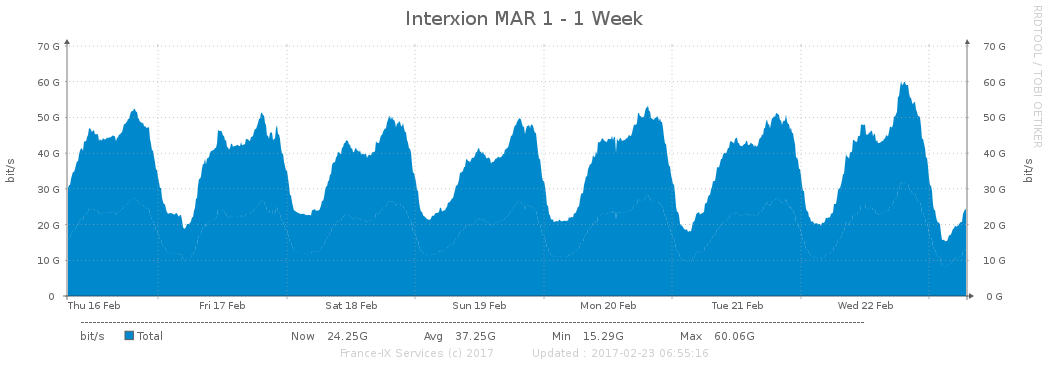 Interxion MAR 1 - 1 Week
RRDTOOL / TOBI OETIKER
bit/s
70 G
60 G
50 G
40 G
30 G
20 G
10 G
0
70 G
60 G
50 G
40 G
30 G
20 G
10 G
0 G
bit/s
Thu 16 Feb Fri 17 Feb Sat 18 Feb Sun 19 Feb Mon 20 Feb Tue 21 Feb Wed 22 Feb
bit/s Total Now 24.25G Avg 37.25G Min 15.29G Max 60.06G
France-IX Services (c) 2017 Updated : 2017-02-23 06:55:16